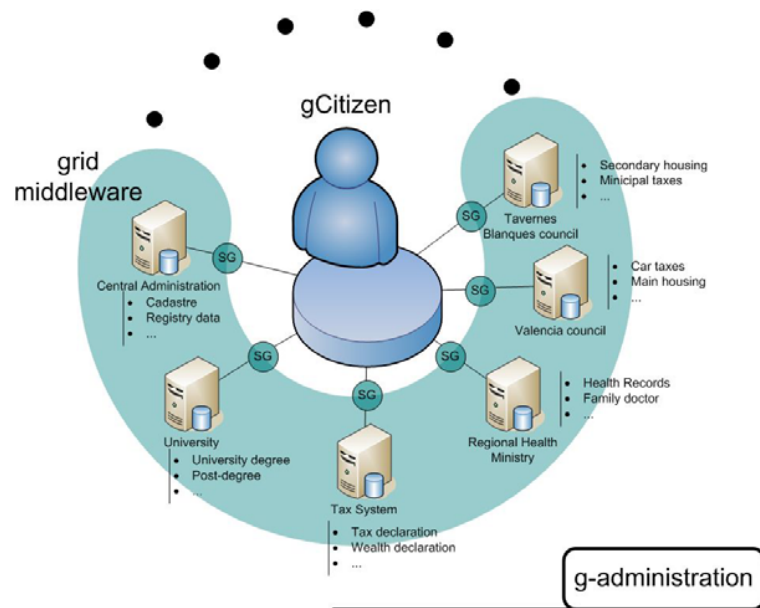 gCitizen
grid
middleware
SG
Central Administration
• Cadastre
• Registry data
• ...
SG
University
• University degree
• Post-degree
• ...
SG
Tax System
• Tax declaration
• Wealth declaration
• ...
SG
Regional Health
Ministry
• Health Records
• Family doctor
• ...
SG
Valencia council
• Car taxes
• Main housing
• ...
SG
Tavernes
Blanques council
• Secondary housing
• Minicipal taxes
• ...
g-administration